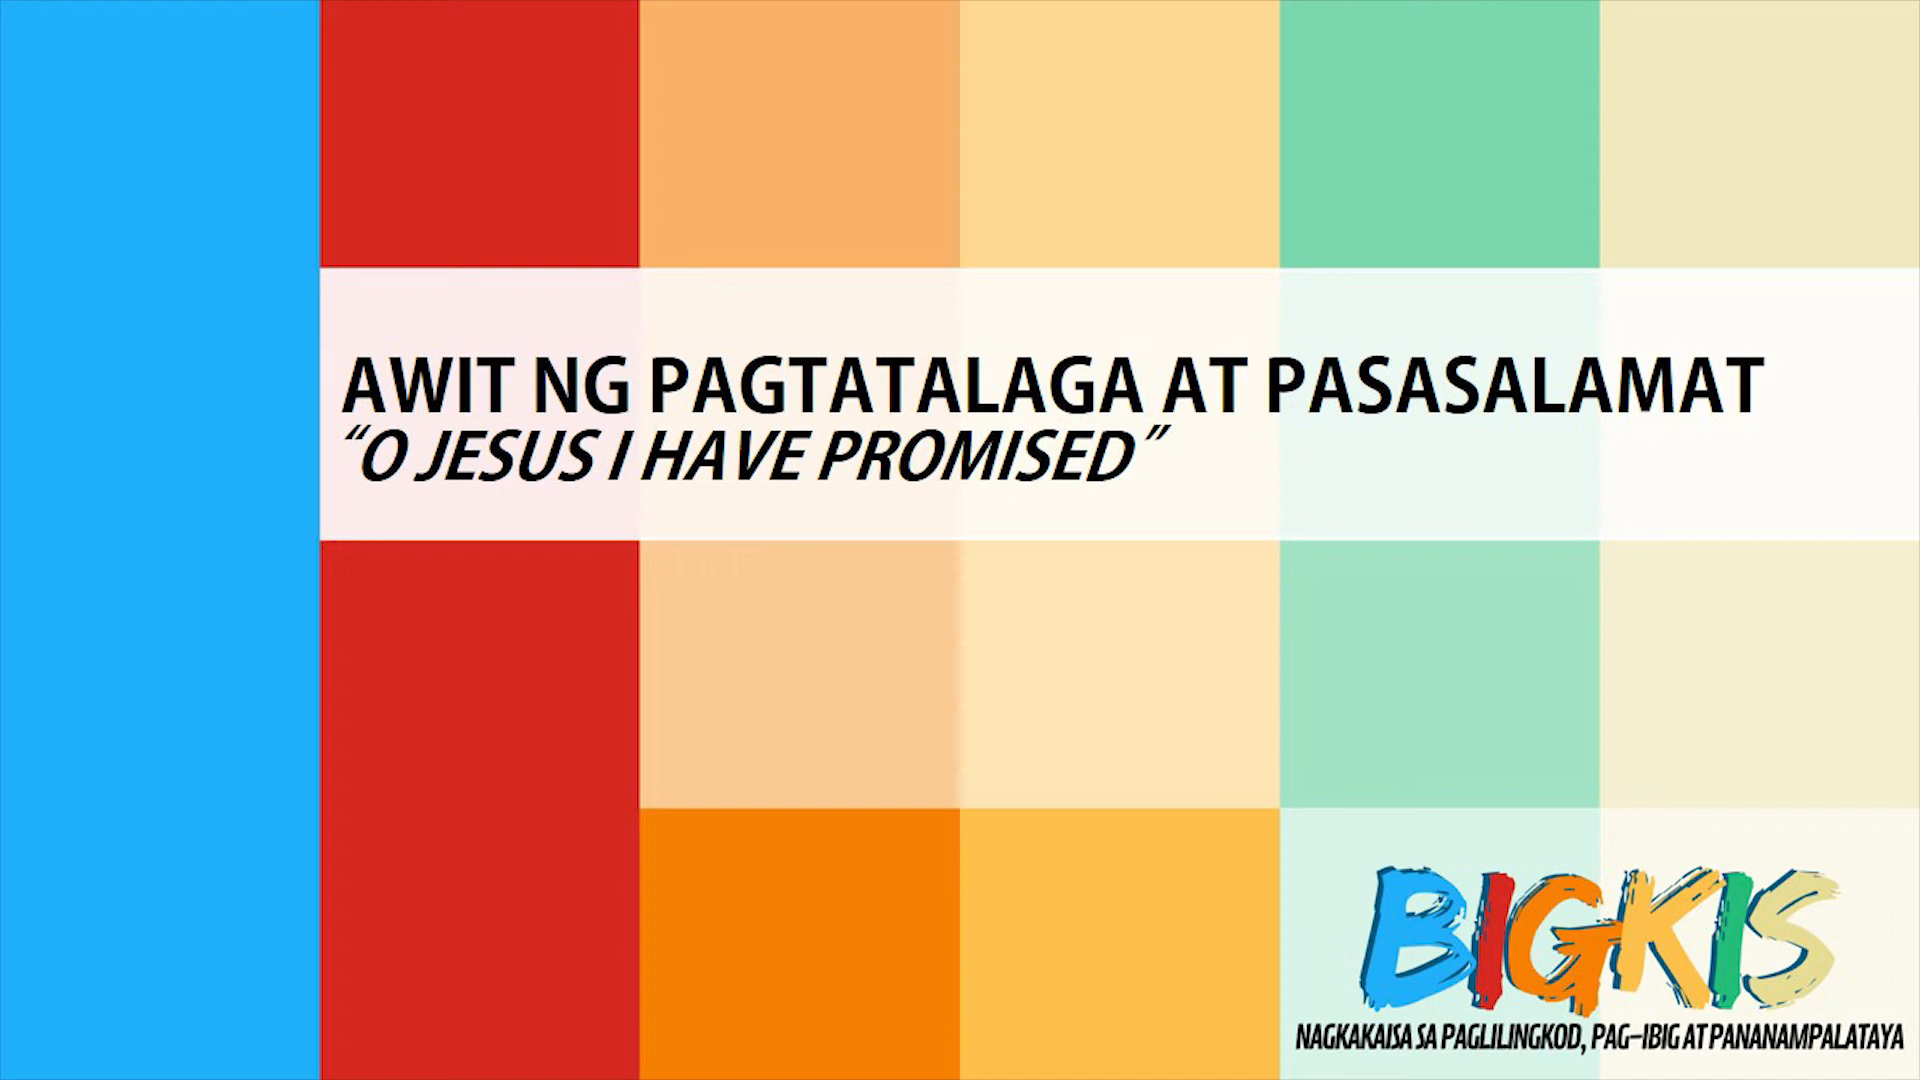 AWIT NG PAGTATALAGA AT PASASALAMAT
“O JESUS I HAVE PROMISED”
BIGKIS
NAGKAKAISA SA PAGLILINGKOD, PAG-IBIG AT PANANAMPALATAYA